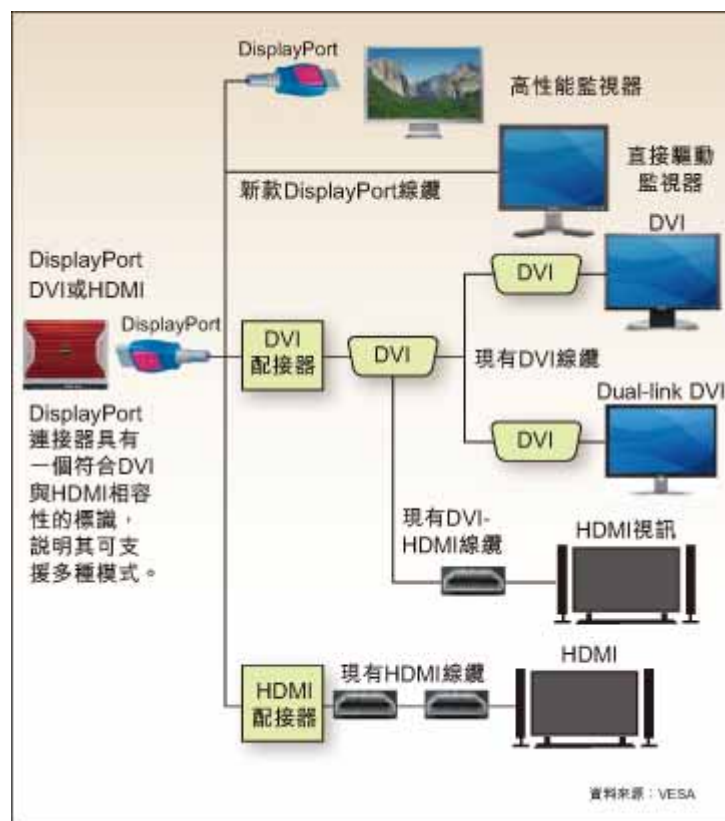 DisplayPort
高性能監視器
直接驅動
監視器
新款DisplayPort線纜
DVI
DisplayPort
DVI或HDMI
DisplayPort
DVI
DVI
配接器
DVI
現有DVI線纜
Dual-link DVI
DVI
DisplayPort
連接器具有
一個符合DVI
與HDMI相容
性的標識，
說明其可支
援多種模式。
現有DVI-
HDMI線纜
HDMI視訊
HDMI
配接器
現有HDMI線纜
HDMI
資料來源：VESA